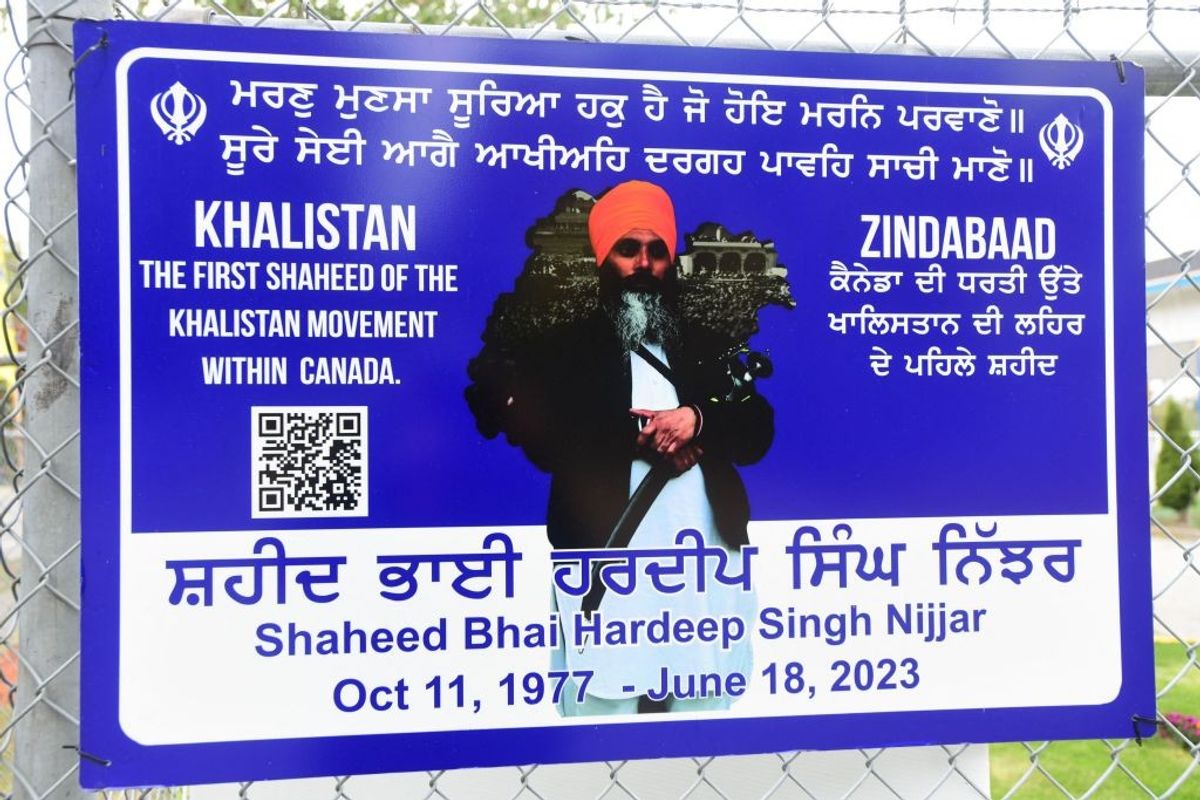 ਮਰਣੁ ਮੁਣਸਾ ਸੂਰਿਆ ਹਕੁ ਹੈ ਜੋ ਹੋਇ ਮਰਨਿ ਪਰਵਾਣੋ॥
ਸੂਰੇ ਸੇਈ ਆਗੈ ਆਖੀਅਹਿ ਦਰਗਹ ਪਾਵਹਿ ਸਾਚੀ ਮਾਣੋ॥
KHALISTAN
THE FIRST SHAHEED OF THE
KHALISTAN MOVEMENT
WITHIN CANADA.
ZINDABAAD
ਕੈਨੇਡਾ ਦੀ ਧਰਤੀ ਉੱਤੇ
ਖਾਲਿਸਤਾਨ ਦੀ ਲਹਿਰ
ਦੇ ਪਹਿਲੇ ਸ਼ਹੀਦ
ਸ਼ਹੀਦ ਭਾਈ ਹਰਦੀਪ ਸਿੰਘ ਨਿੱਝਰ
Shaheed Bhai Hardeep Singh Nijjar
Oct 11, 1977 - June 18, 2023